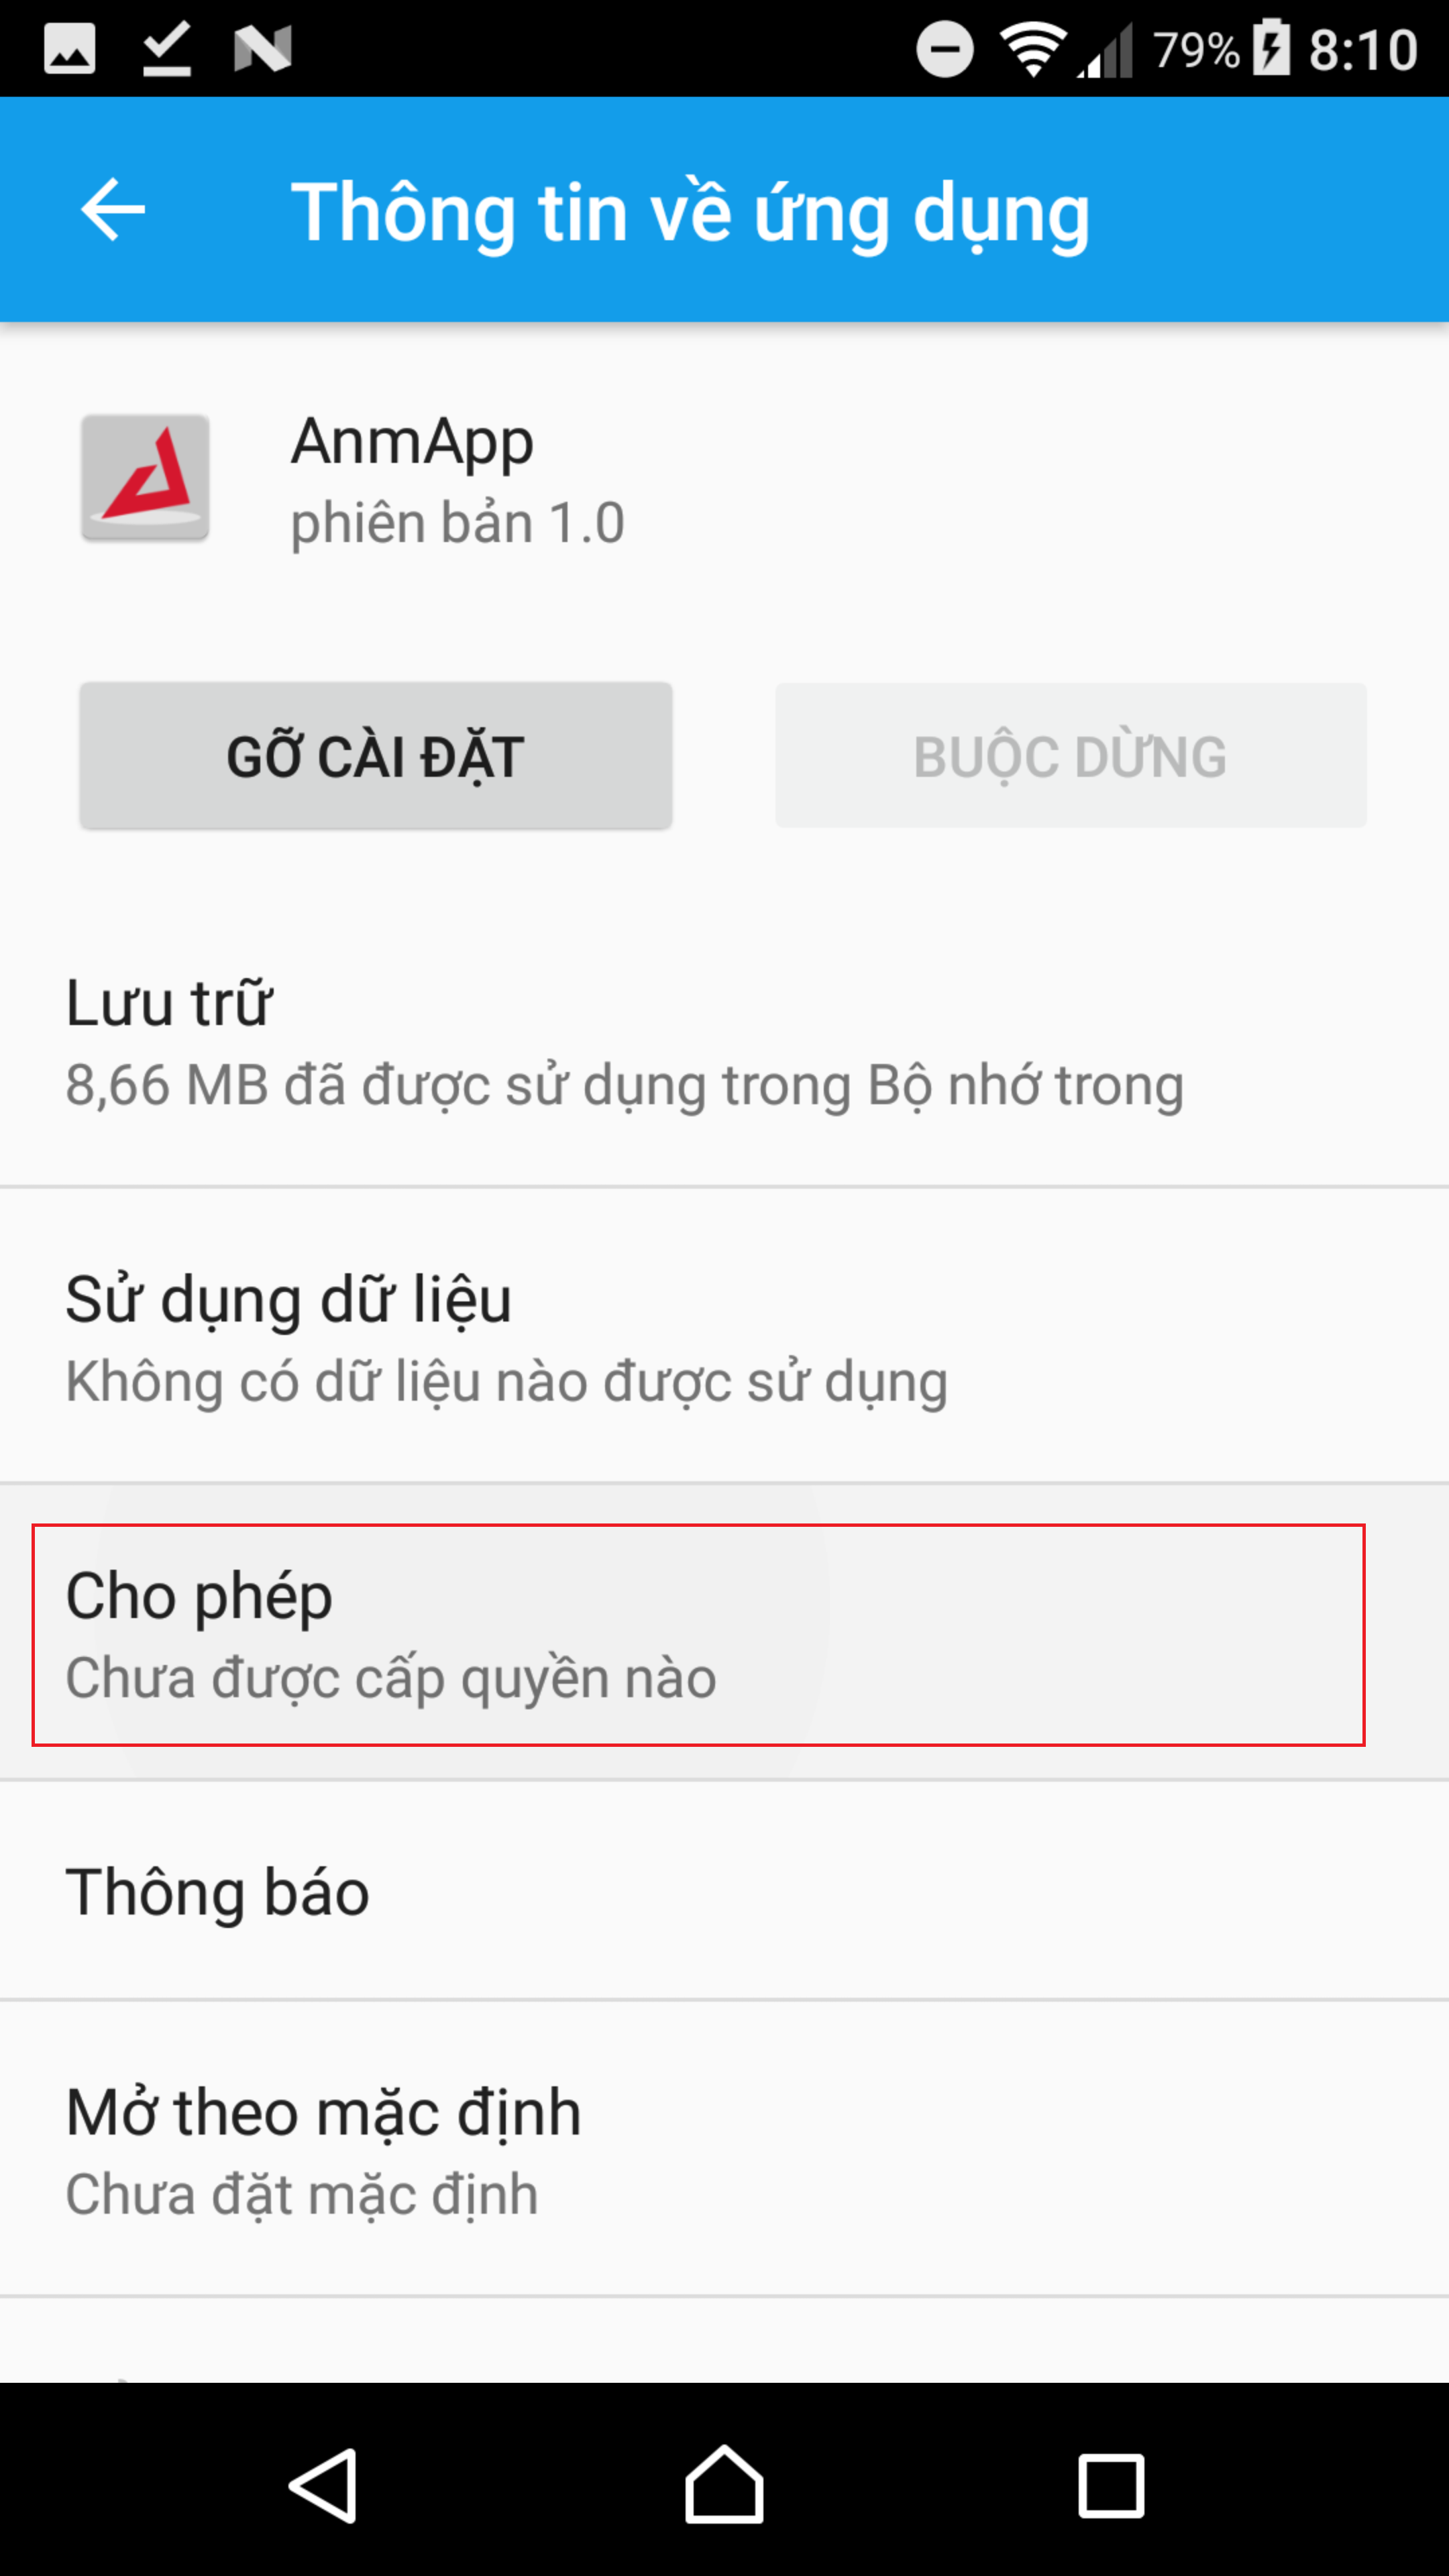 79% 8:10
Thông tin về ứng dụng
AnmApp
phiên bản 1.0
GỠ CÀI ĐẶT
BUỘC DỪNG
Lưu trữ
8,66 MB đã được sử dụng trong Bộ nhớ trong
Sử dụng dữ liệu
Không có dữ liệu nào được sử dụng
Cho phép
Chưa được cấp quyền nào
Thông báo
Mở theo mặc định
Chưa đặt mặc định